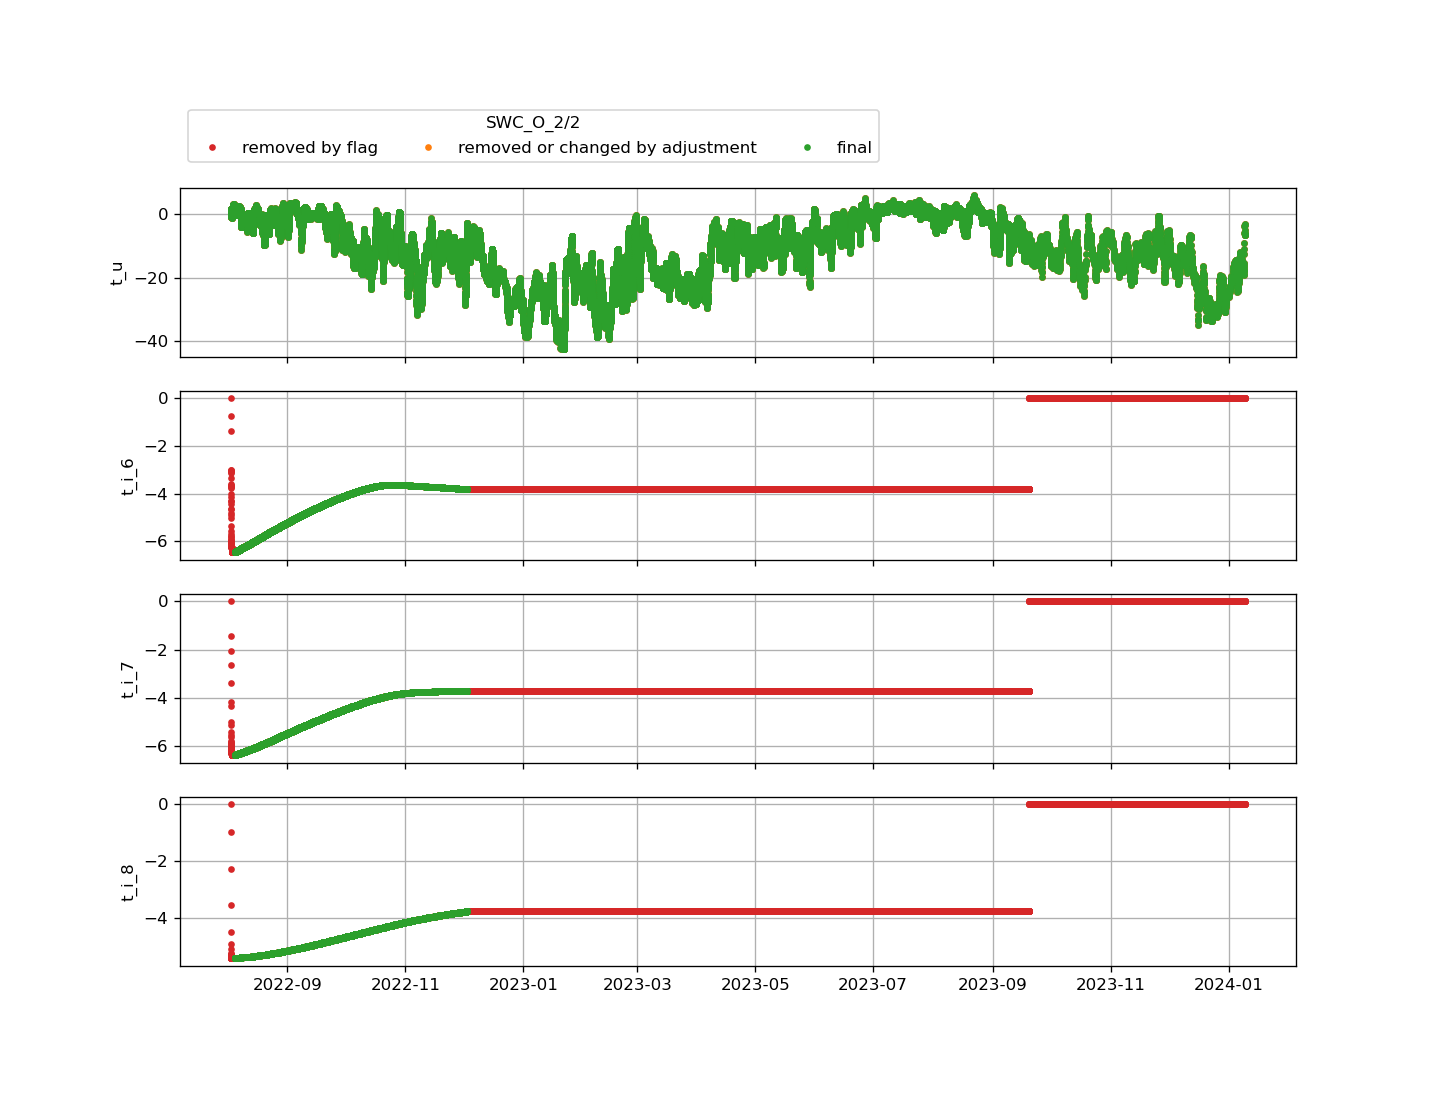 SWC_O_2/2
removed by flag removed or changed by adjustment final
0
−20
−40
t_u
0
−2
−4
−6
t_i_6
0
−2
−4
−6
t_i_7
0
−2
−4
t_i_8
2022-09 2022-11 2023-01 2023-03 2023-05 2023-07 2023-09 2023-11 2024-01